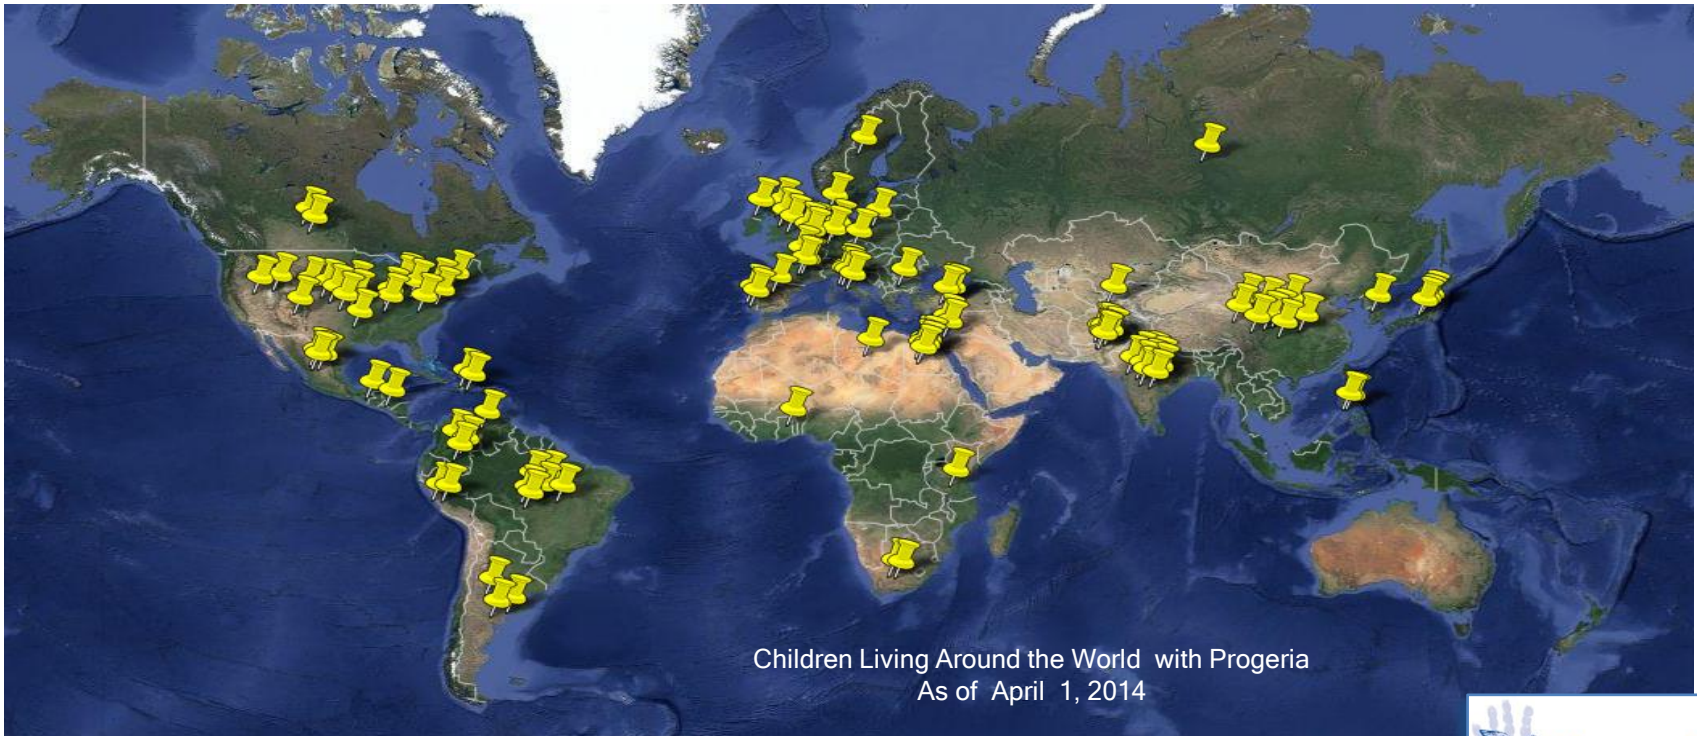 Children Living Around the World with Progeria
As of April 1, 2014